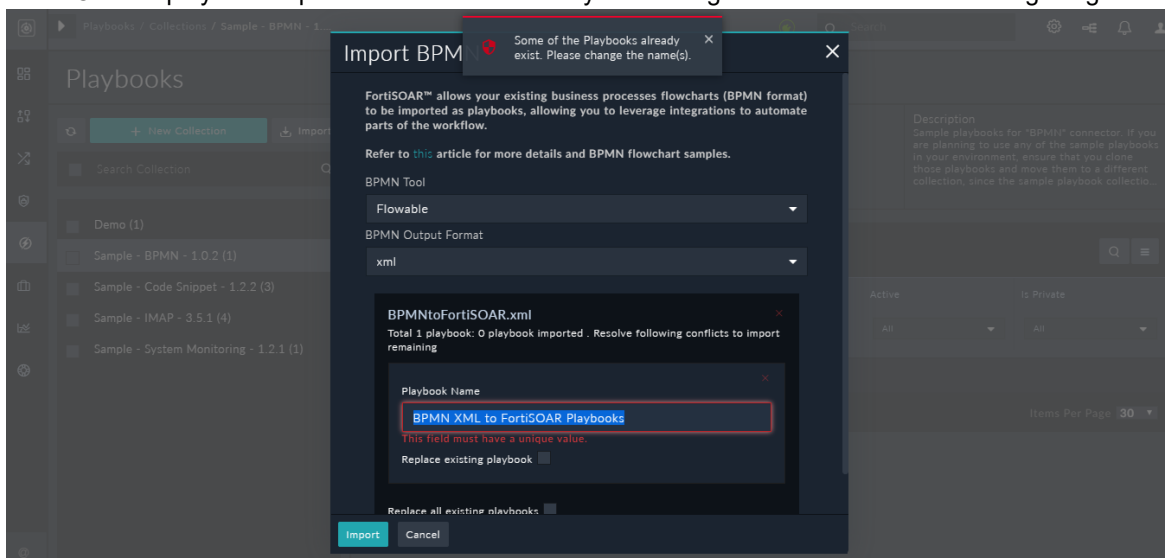 Playbooks / Collections / Sample - BPMN - 1...
Search
Some of the Playbooks already
exist. Please change the name(s).
Import BPMN
Playbooks
FortiSOAR™ allows your existing business processes flowcharts (BPMN format)
to be imported as playbooks, allowing you to leverage integrations to automate
parts of the workflow.
Refer to this article for more details and BPMN flowchart samples.
+ New Collection
Import
Description
Sample playbooks for "BPMN" connector. If you
are planning to use any of the sample playbooks
in your environment, ensure that you clone
those playbooks and move them to a different
collection, since the sample playbook collectio...
Search Collection
BPMN Tool
Flowable
BPMN Output Format
xml
Demo (1)
Sample - BPMN - 1.0.2 (1)
Sample - Code Snippet - 1.2.2 (3)
Sample - IMAP - 3.5.1 (4)
Sample - System Monitoring - 1.2.1 (1)
Active
Is Private
All
All
BPMNtoFortiSOAR.xml
Total 1 playbook: 0 playbook imported . Resolve following conflicts to import
remaining
Playbook Name
BPMN XML to FortiSOAR Playbooks
This field must have a unique value.
Replace existing playbook
Items Per Page 30
Replace all existing playbooks
Import
Cancel